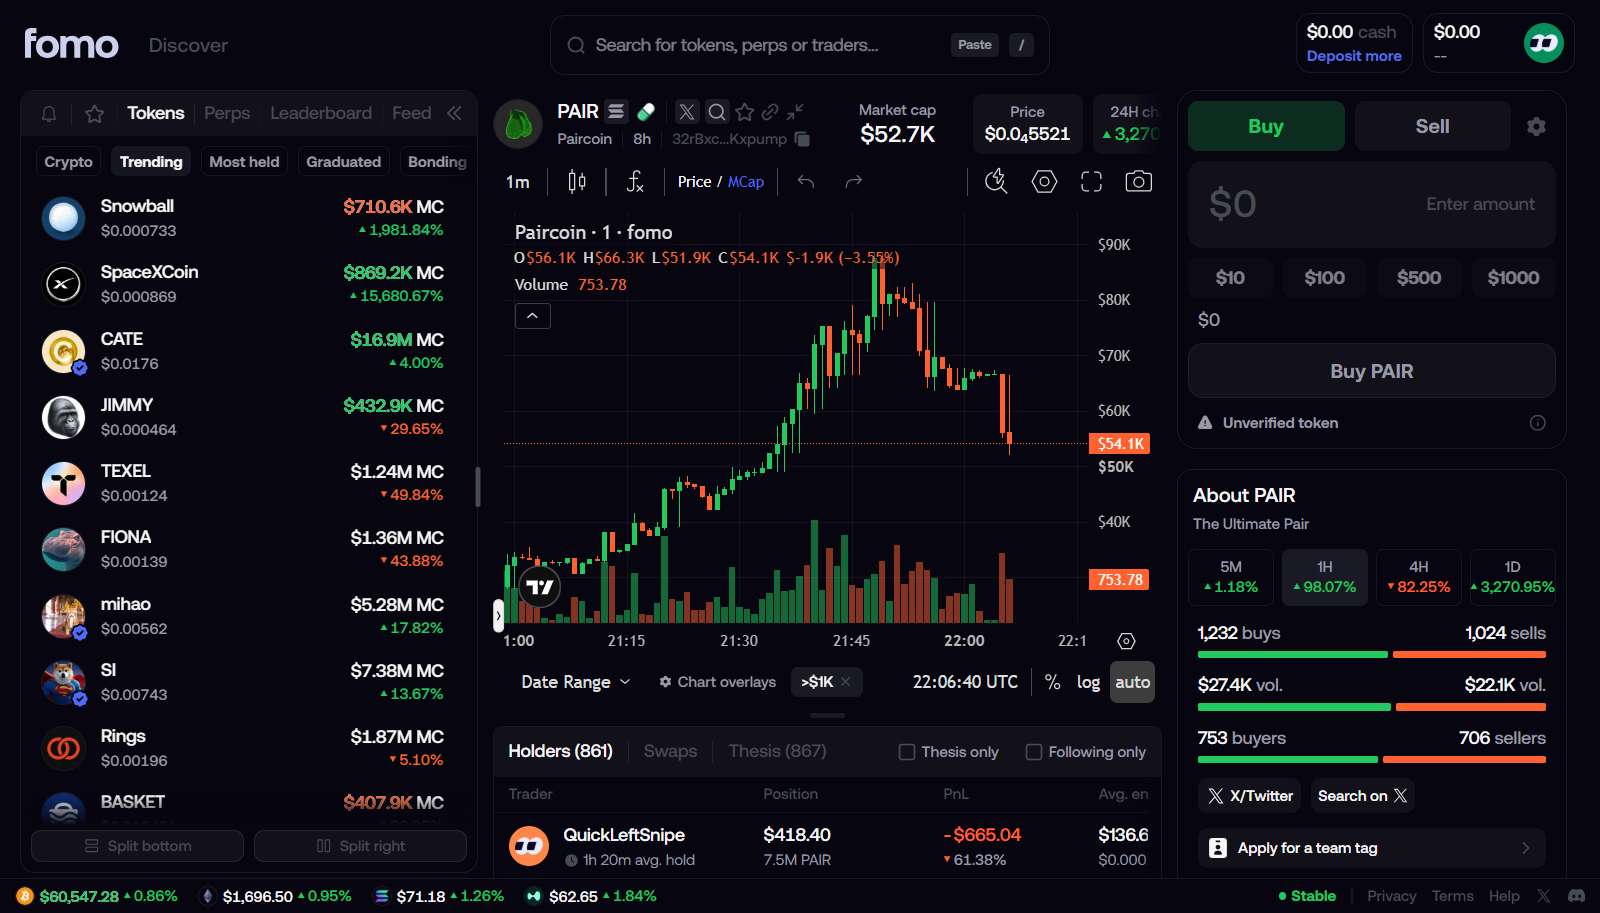 fomo
Discover
Search for tokens, perps or traders...
Paste
/
$0.00 cash
Deposit more
$0.00
--
Tokens
Perps
Leaderboard
Feed
Crypto
Trending
Most held
Graduated
Bonding
Snowball
$710.6K MC
$0.000733
1,981.84%
SpaceXCoin
$869.2K MC
$0.000869
15,680.67%
CATE
$16.9M MC
$0.0176
4.00%
JIMMY
$432.9K MC
$0.000464
29.65%
TEXEL
$1.24M MC
$0.00124
49.84%
FIONA
$1.36M MC
$0.00139
43.88%
mihao
$5.28M MC
$0.00562
17.82%
SI
$7.38M MC
$0.00743
13.67%
Rings
$1.87M MC
$0.00196
5.10%
BASKET
$407.9K MC
Split bottom
Split right
PAIR
Paircoin
8h
32rBxc...Kxpump
Market cap
$52.7K
Price
$0.0₄5521
24H ch
3,270
1m
Price / MCap
Paircoin · 1 · fomo
O$56.1K H$66.3K L$51.9K C$54.1K $-1.9K (−3.55%)
Volume 753.78
$90K
$80K
$70K
$60K
$54.1K
$50K
$40K
753.78
1:00
21:15
21:30
21:45
22:00
22:1
Date Range
Chart overlays
>$1K
22:06:40 UTC
%
log
auto
Holders (861)
Swaps
Thesis (867)
Thesis only
Following only
Trader
Position
PnL
Avg. en
QuickLeftSnipe
$418.40
-$665.04
$136.6
1h 20m avg. hold
7.5M PAIR
61.38%
$0.000
Buy
Sell
$0
Enter amount
$10
$100
$500
$1000
$0
Buy PAIR
Unverified token
About PAIR
The Ultimate Pair
5M
1.18%
1H
98.07%
4H
82.25%
1D
3,270.95%
1,232 buys
1,024 sells
$27.4K vol.
$22.1K vol.
753 buyers
706 sellers
X/Twitter
Search on X
Apply for a team tag
$60,547.28 0.86%
$1,696.50 0.95%
$71.18 1.26%
$62.65 1.84%
Stable
Privacy
Terms
Help